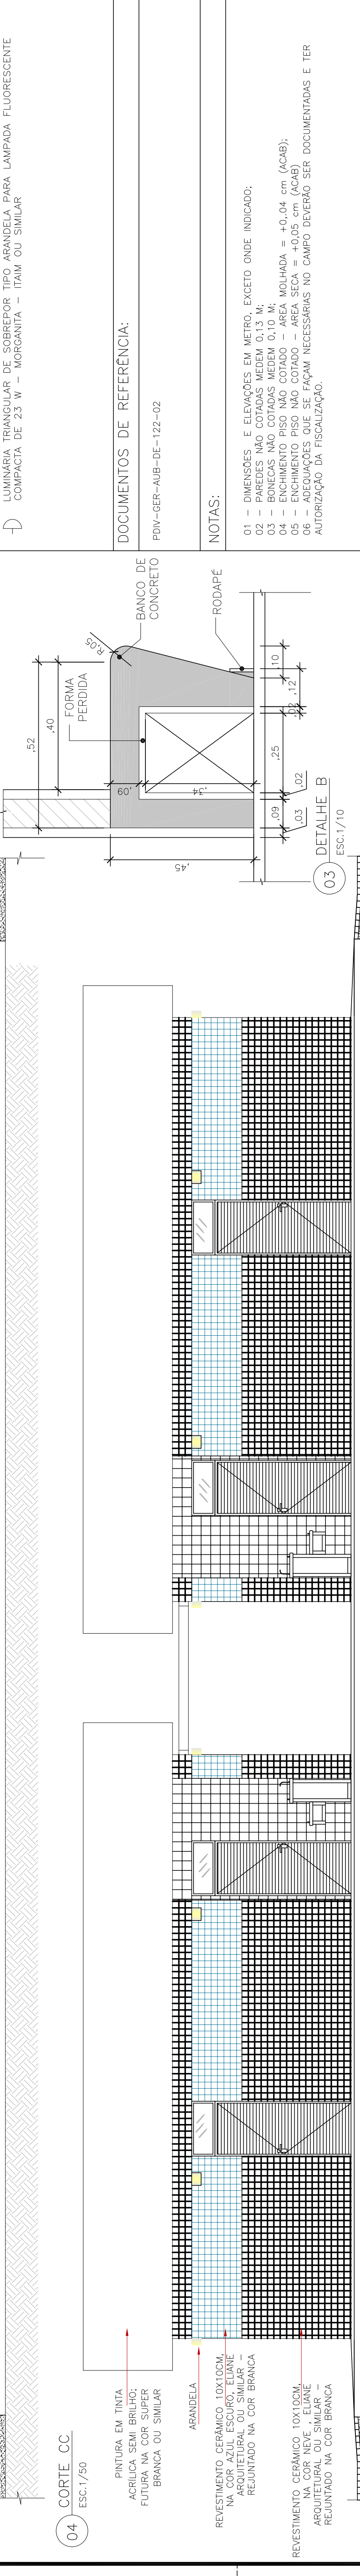 LUMINÁRIA TRIANGULAR DE SOBREPOR TIPO ARANDELA PARA LAMPADA FLUORESCENTE
COMPACTA DE 23 W – MORGANITA – ITAIM OU SIMILAR
DOCUMENTOS DE REFERÊNCIA:
PDIV-GER-AUB-DE-122-02
NOTAS:
01 – DIMENSÕES E ELEVAÇÕES EM METRO, EXCETO ONDE INDICADO;
02 – PAREDES NÃO COTADAS MEDEM 0,13 M;
03 – BONECAS NÃO COTADAS MEDEM 0,10 M;
04 – ENCHIMENTO PISO NÃO COTADO – AREA MOLHADA = +0,.04 cm (ACAB);
05 – ENCHIMENTO PISO NÃO COTADO – AREA SECA = +0,05 cm (ACAB)
06 – ADEQUAÇÕES QUE SE FAÇAM NECESSÁRIAS NO CAMPO DEVERÃO SER DOCUMENTADAS E TER
AUTORIZAÇÃO DA FISCALIZAÇÃO.
,52
,40
R.05
BANCO DE
CONCRETO
FORMA
PERDIDA
RODAPÉ
,09
,34
,45
,10
,12
,02
,25
,02
,09
,03
03
DETALHE B
ESC.1/10
04
CORTE CC
ESC.1/50
PINTURA EM TINTA
ACRÍLICA SEMI BRILHO;
FUTURA NA COR SUPER
BRANCA OU SIMILAR
ARANDELA
REVESTIMENTO CERÂMICO 10X10CM,
NA COR AZUL ESCURO, ELIANE
ARQUITETURAL OU SIMILAR –
REJUNTADO NA COR BRANCA
REVESTIMENTO CERÂMICO 10X10CM,
NA COR NEVE , ELIANE
ARQUITETURAL OU SIMILAR –
REJUNTADO NA COR BRANCA